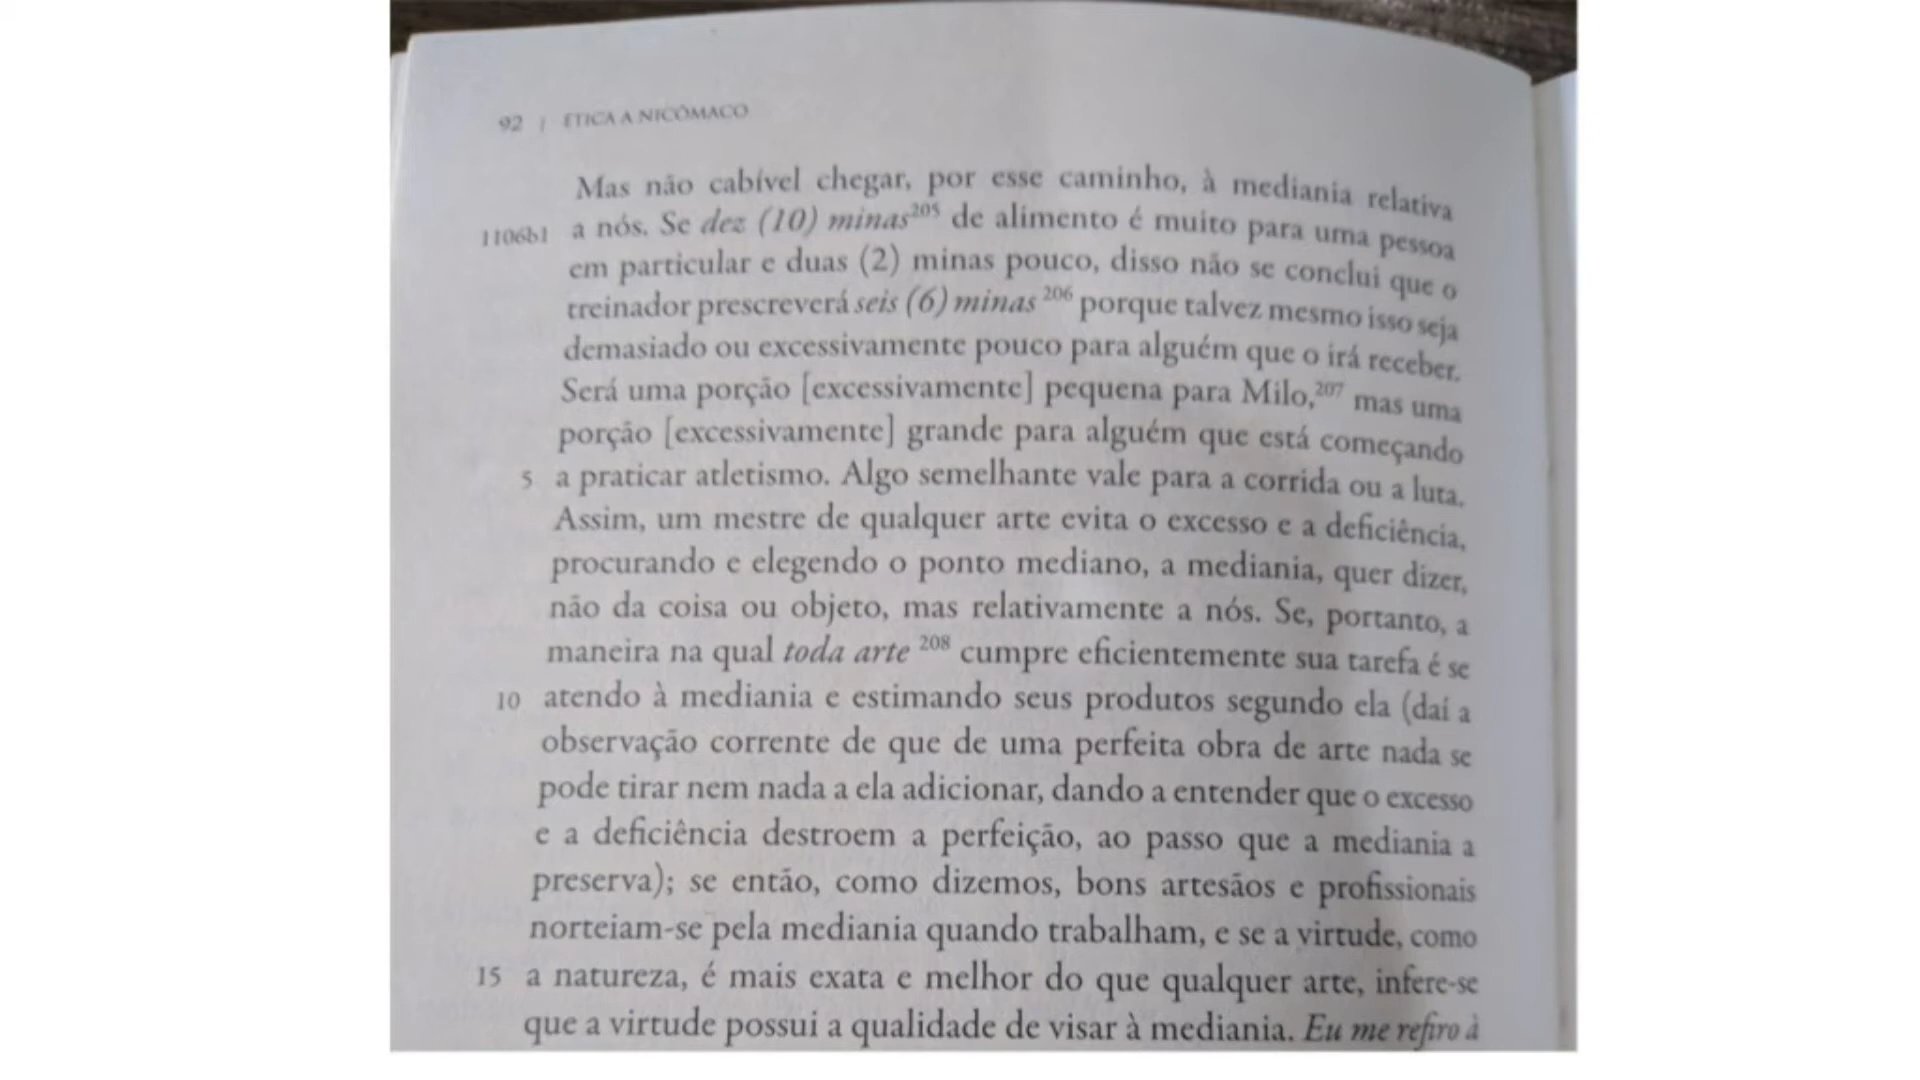 92 | ÉTICA A NICÔMACO
Mas não cabível chegar, por esse caminho, à mediania relativa
1106b1 a nós. Se dez (10) minas205 de alimento é muito para uma pessoa
em particular e duas (2) minas pouco, disso não se conclui que o
treinador prescreverá seis (6) minas 206 porque talvez mesmo isso seja
demasiado ou excessivamente pouco para alguém que o irá receber.
Será uma porção [excessivamente] pequena para Milo,207 mas uma
porção [excessivamente] grande para alguém que está começando
5 a praticar atletismo. Algo semelhante vale para a corrida ou a luta.
Assim, um mestre de qualquer arte evita o excesso e a deficiência,
procurando e elegendo o ponto mediano, a mediania, quer dizer,
não da coisa ou objeto, mas relativamente a nós. Se, portanto, a
maneira na qual toda arte 208 cumpre eficientemente sua tarefa é se
10 atendo à mediania e estimando seus produtos segundo ela (daí a
observação corrente de que de uma perfeita obra de arte nada se
pode tirar nem nada a ela adicionar, dando a entender que o excesso
e a deficiência destroem a perfeição, ao passo que a mediania a
preserva); se então, como dizemos, bons artesãos e profissionais
norteiam-se pela mediania quando trabalham, e se a virtude, como
15 a natureza, é mais exata e melhor do que qualquer arte, infere-se
que a virtude possui a qualidade de visar à mediania. Eu me refiro à